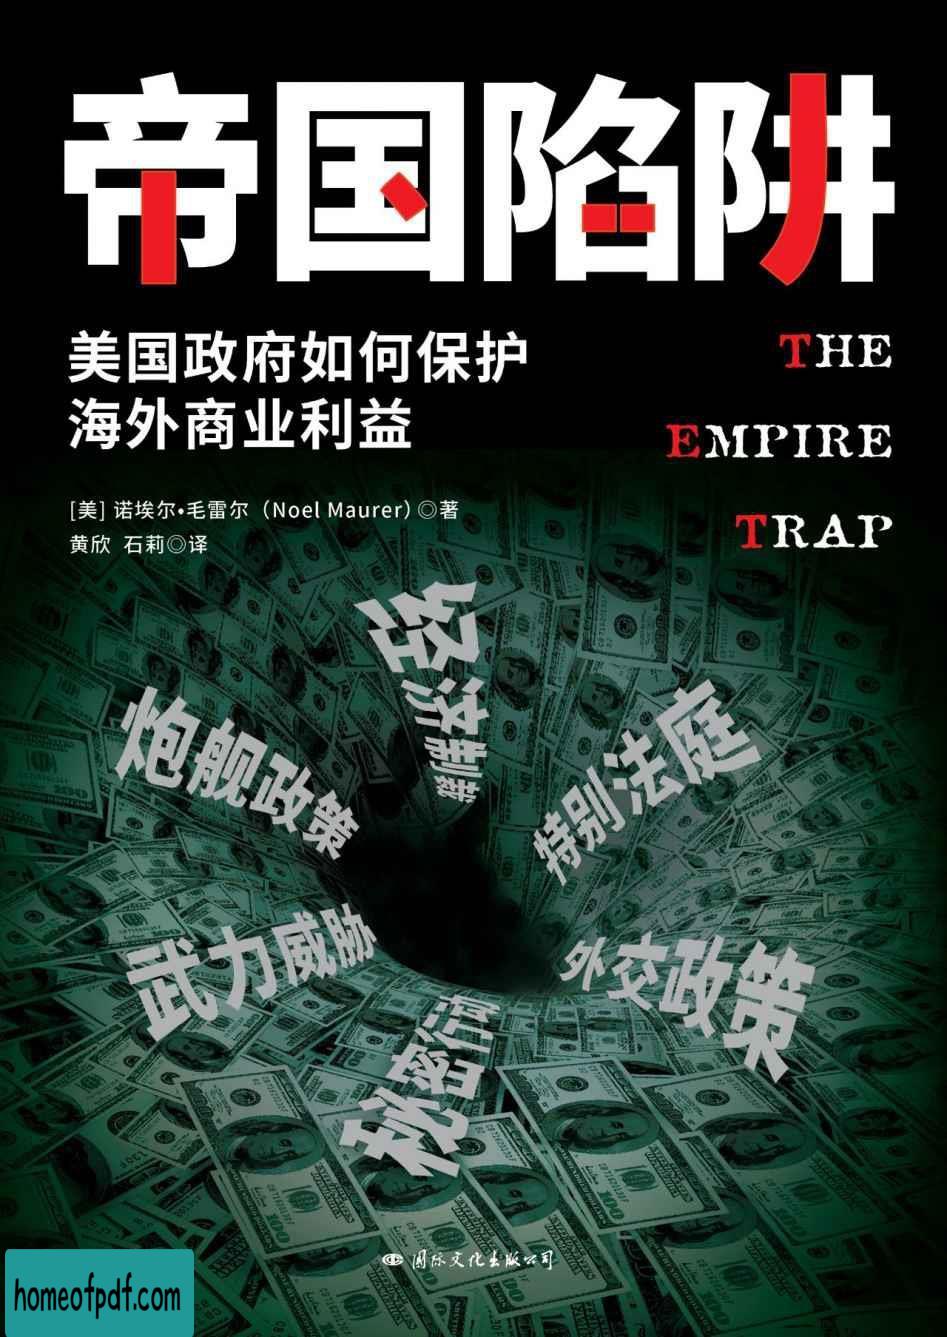 帝国陷阱
美国政府如何保护
海外商业利益
THE
EMPIRE
TRAP
[美] 诺埃尔•毛雷尔（Noel Maurer）◎著
黄欣 石莉◎译
经济制裁
炮舰政策
特别法庭
武力威胁
外交政策
秘密行动
国际文化出版公司
homeofpdf.com